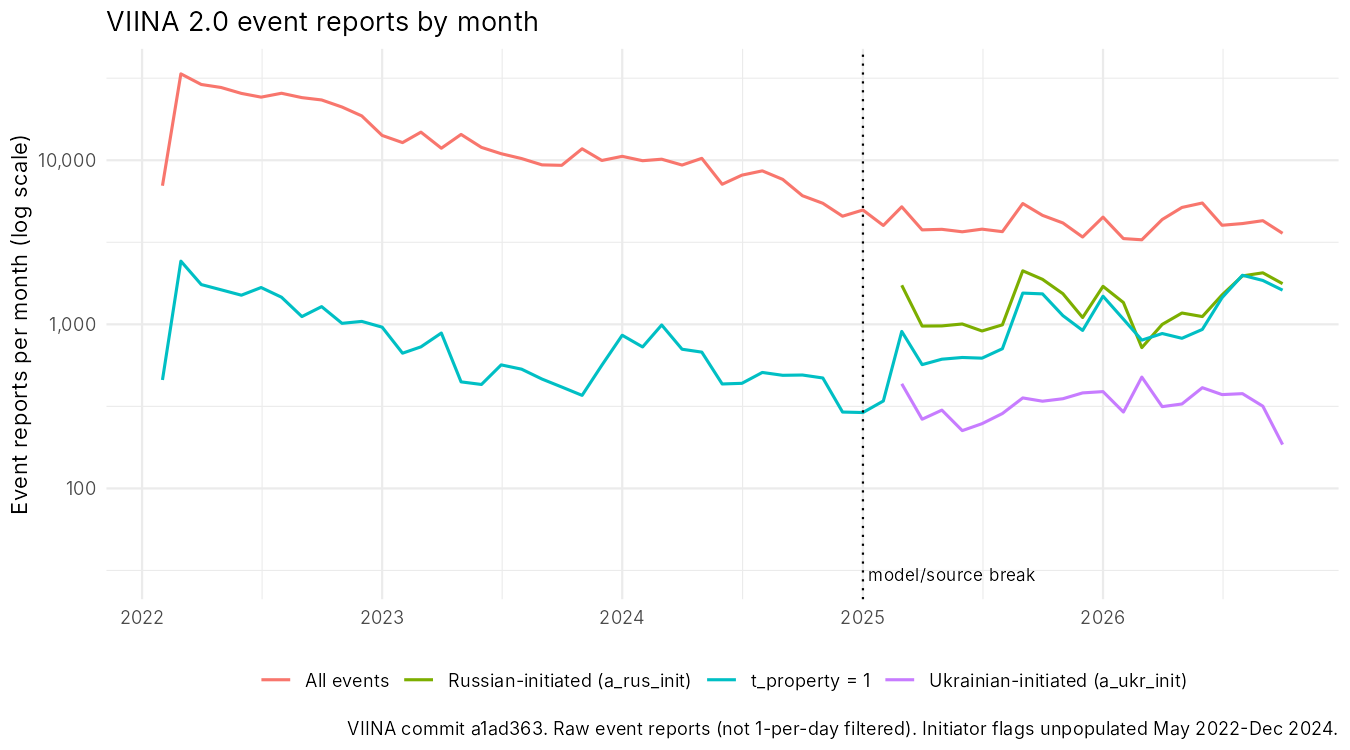 VIINA 2.0 event reports by month
Event reports per month (log scale)
10,000
1,000
100
model/source break
2022
2023
2024
2025
2026
All events
Russian-initiated (a_rus_init)
t_property = 1
Ukrainian-initiated (a_ukr_init)
VIINA commit a1ad363. Raw event reports (not 1-per-day filtered). Initiator flags unpopulated May 2022-Dec 2024.